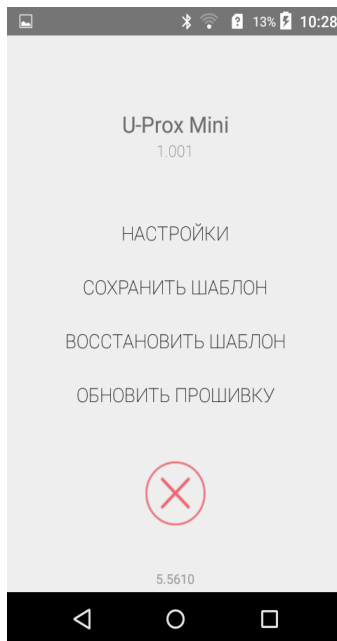 13% 10:28
U-Prox Mini
1.001
НАСТРОЙКИ
СОХРАНИТЬ ШАБЛОН
ВОССТАНОВИТЬ ШАБЛОН
ОБНОВИТЬ ПРОШИВКУ
5.5610